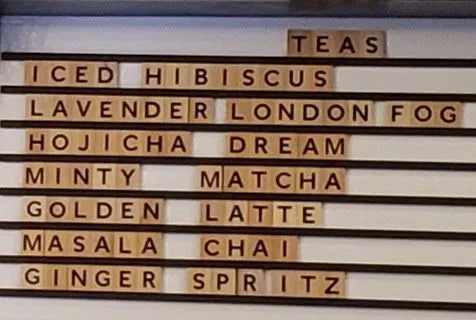 TEAS
ICED HIBISCUS
LAVENDER LONDON FOG
HOJICHA DREAM
MINTY MATCHA
GOLDEN LATTE
MASALA CHAI
GINGER SPRITZ